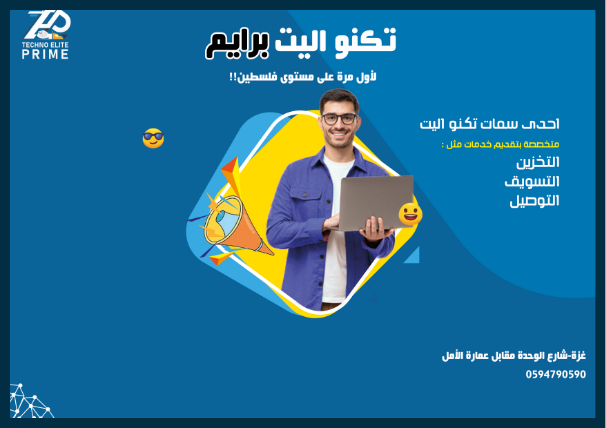 TECHNO ELITE
PRIME
تكنو اليت برايم
لأول مرة على مستوى فلسطين!!
احدى سمات تكنو اليت
متخصصة بتقديم خدمات مثل :
التخزين
التسويف
التوصيل
غزة-شارع الوحدة مقابل عمارة الأمل
0594790590